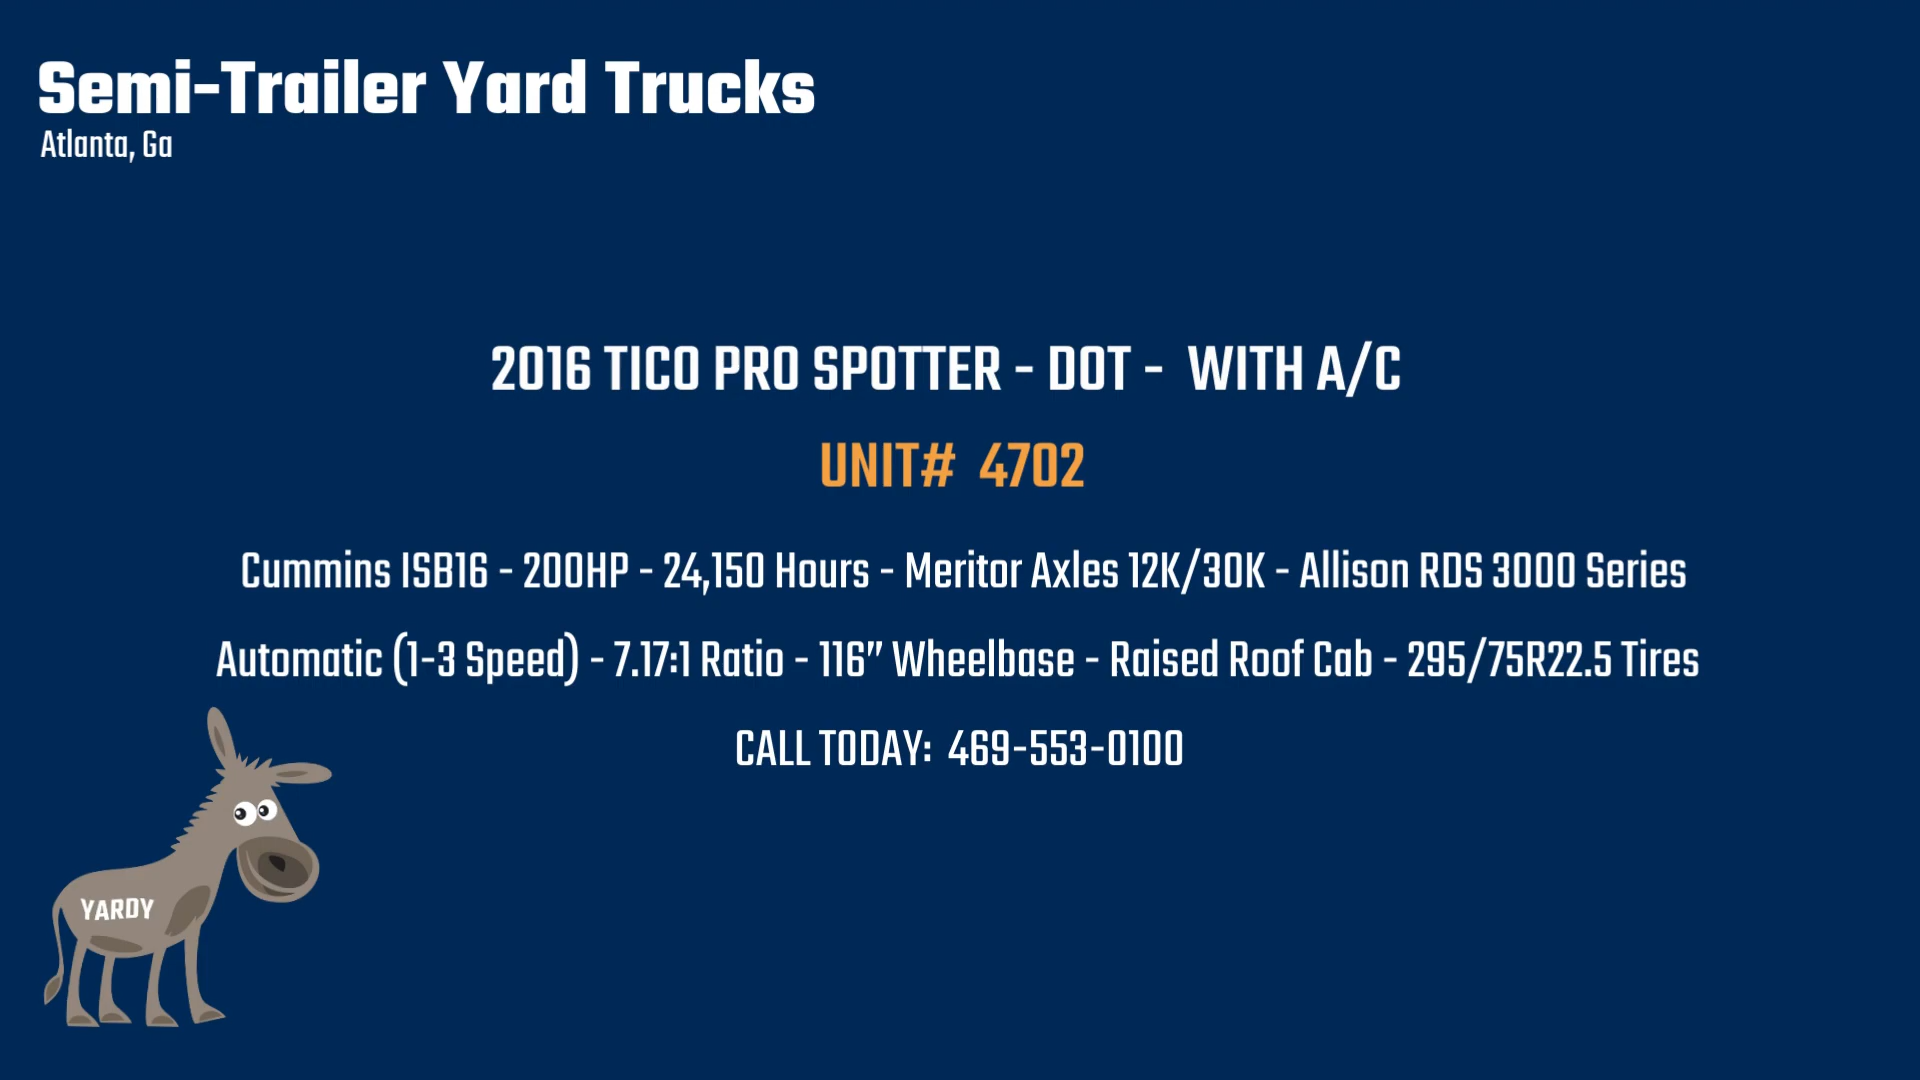 Semi-Trailer Yard Trucks
Atlanta, Ga
2016 TICO PRO SPOTTER - DOT - WITH A/C
UNIT# 4702
Cummins ISB16 - 200HP - 24,150 Hours - Meritor Axles 12K/30K - Allison RDS 3000 Series
Automatic (1-3 Speed) - 7.17:1 Ratio - 116” Wheelbase - Raised Roof Cab - 295/75R22.5 Tires
CALL TODAY: 469-553-0100
YARDY